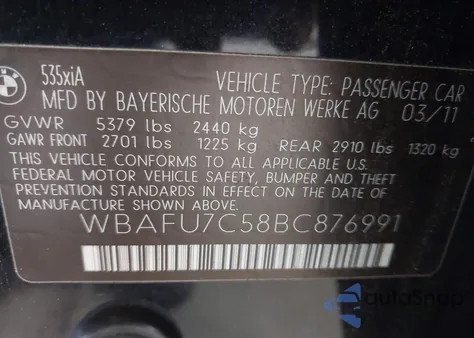 BMW
535xiA
VEHICLE TYPE: PASSENGER CAR
MFD BY BAYERISCHE MOTOREN WERKE AG 03/11
GVWR 5379 lbs 2440 kg
GAWR FRONT 2701 lbs 1225 kg REAR 2910 lbs 1320 kg
THIS VEHICLE CONFORMS TO ALL APPLICABLE U.S.
FEDERAL MOTOR VEHICLE SAFETY, BUMPER AND THEFT
PREVENTION STANDARDS IN EFFECT ON THE DATE OF
MANUFACTURE SHOWN ABOVE.
WBAFU7C58BC876991
autoSnap